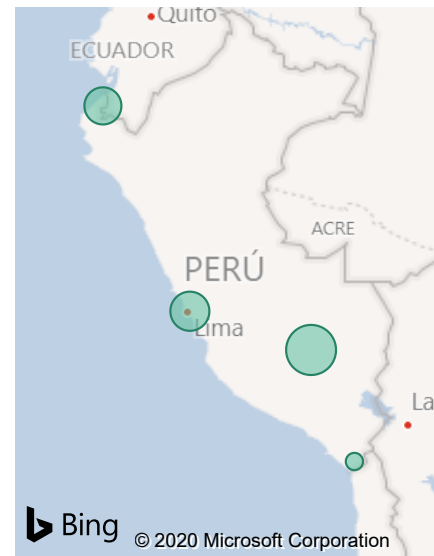 Quito
ECUADOR
ACRE
PERÚ
Lima
La
Bing
© 2020 Microsoft Corporation